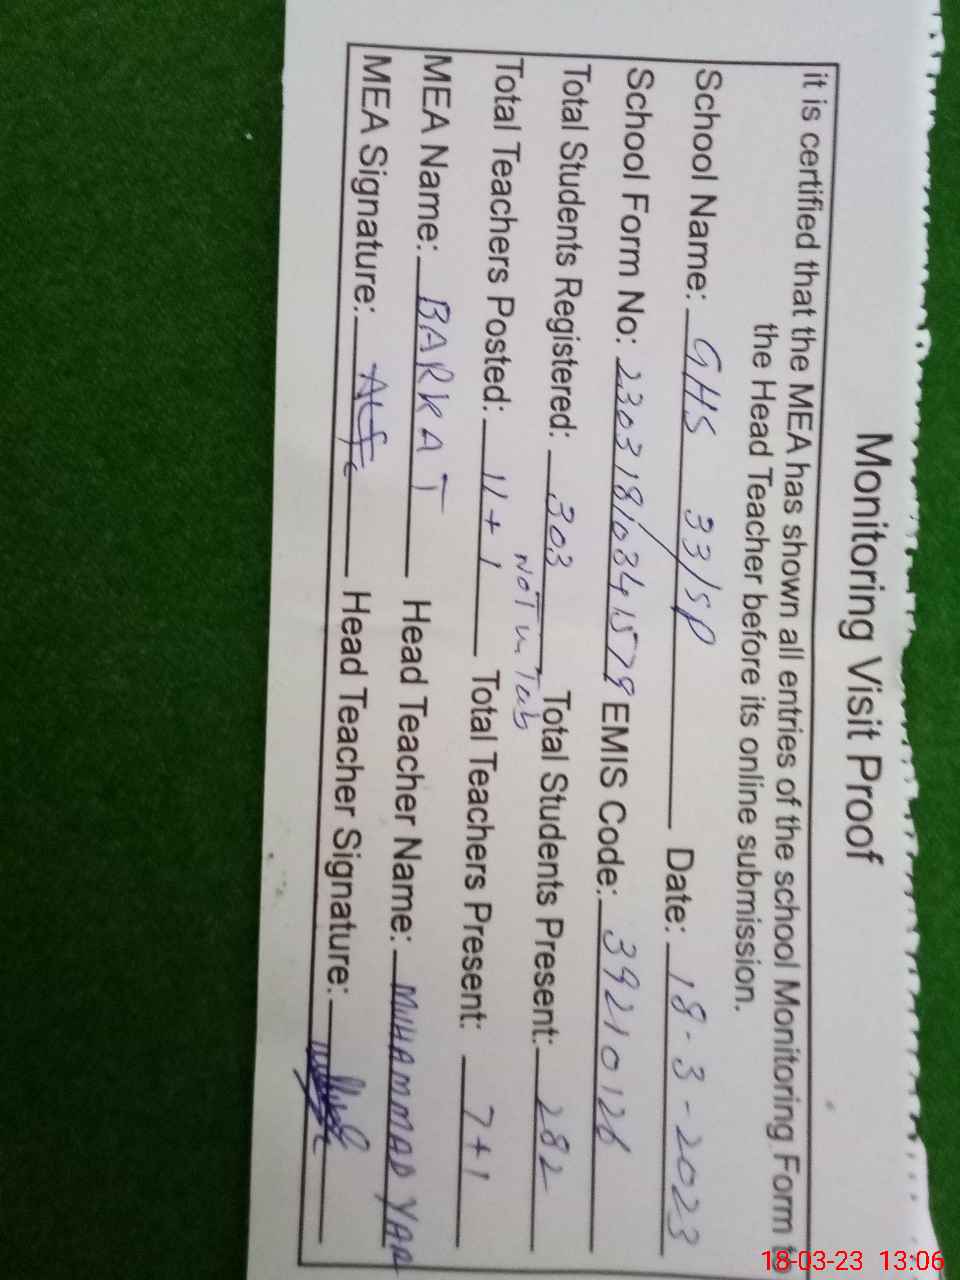 Monitoring Visit Proof
it is certified that the MEA has shown all entries of the school Monitoring Form to
the Head Teacher before its online submission.
School Name: GHS 33/SP Date: 18-3-2023
School Form No: 23031810341579 EMIS Code: 39210126
Total Students Registered: 303 Total Students Present: 282
Not in Tab
Total Teachers Posted: 11+1 Total Teachers Present: 7+1
MEA Name: BARKAT Head Teacher Name: MUHAMMAD YAR
MEA Signature: Head Teacher Signature:
18-03-23 13:06